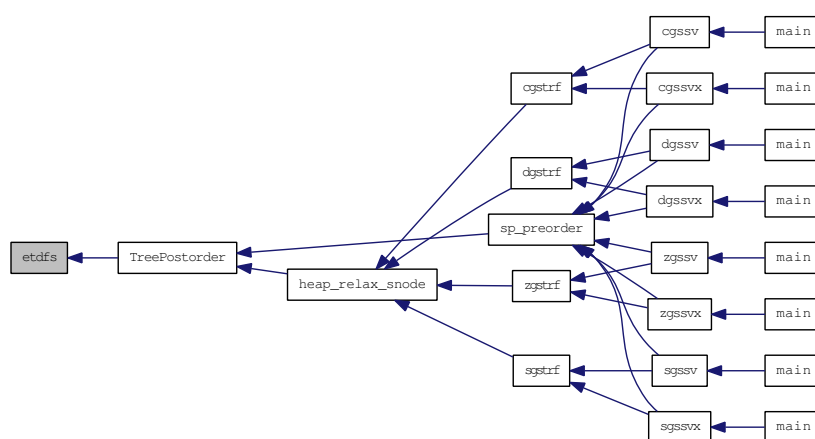 cgssv
main
cgstrf
cgssvx
main
dgssv
main
dgstrf
dgssvx
main
sp_preorder
etdfs
TreePostorder
zgssv
main
heap_relax_snode
zgstrf
zgssvx
main
sgstrf
sgssv
main
sgssvx
main